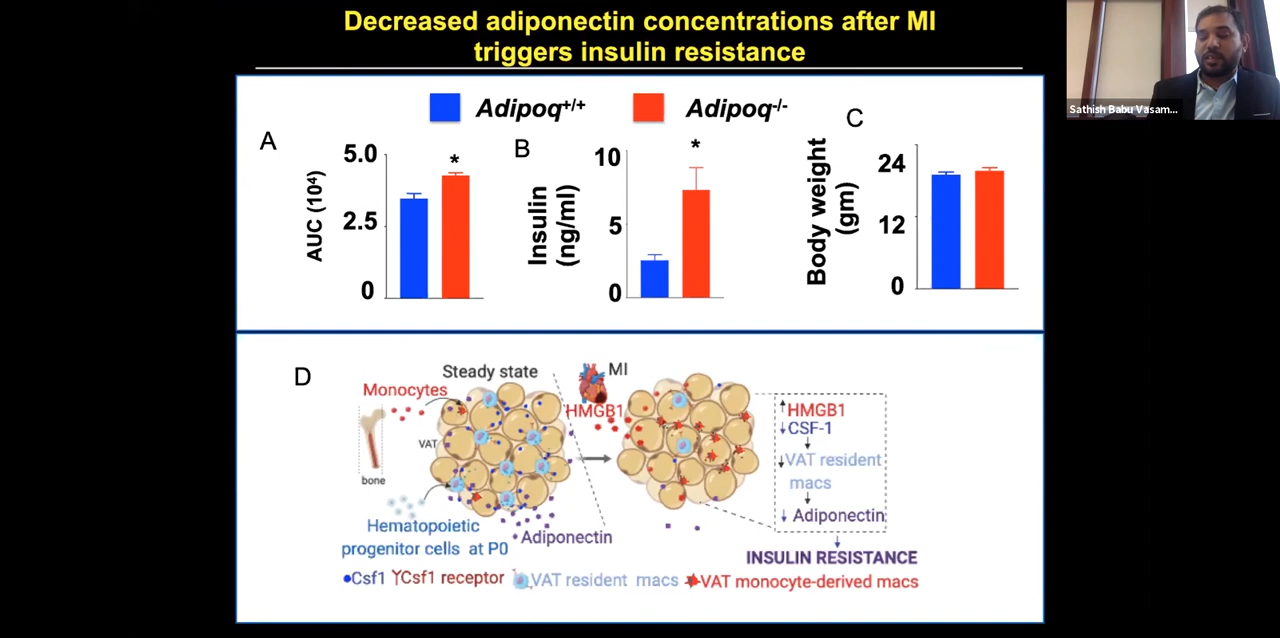 Decreased adiponectin concentrations after MI
triggers insulin resistance
Sathish Babu Vasam...
Adipoq+/+
Adipoq-/-
A
AUC (10⁴)
5.0
2.5
0
*
B
Insulin
(ng/ml)
10
5
0
*
C
Body weight
(gm)
24
12
0
D
Steady state
MI
Monocytes
HMGB1
VAT
bone
Hematopoietic
progenitor cells at P0
Adiponectin
HMGB1
CSF-1
VAT resident
macs
Adiponectin
INSULIN RESISTANCE
Csf1
Csf1 receptor
VAT resident macs
VAT monocyte-derived macs